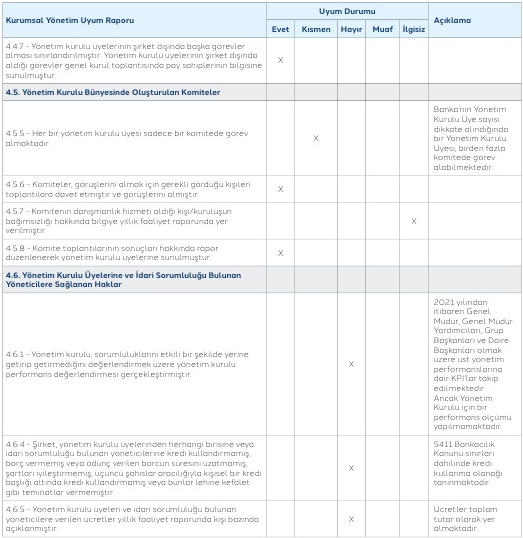 Kurumsal Yönetim Uyum Raporu
Uyum Durumu
Açıklama
Evet Kısmen Hayır Muaf İlgisiz
4.4.7 - Yönetim kurulu üyelerinin şirket dışında başka görevler
alması sınırlandırılmıştır. Yönetim kurulu üyelerinin şirket dışında
aldığı görevler genel kurul toplantısında pay sahiplerinin bilgisine
sunulmuştur.
X
4.5. Yönetim Kurulu Bünyesinde Oluşturulan Komiteler
4.5.5 - Her bir yönetim kurulu üyesi sadece bir komitede görev
almaktadır.
X
Banka'nın Yönetim
Kurulu Üye sayısı
dikkate alındığında
bir Yönetim Kurulu
Üyesi, birden fazla
komitede görev
alabilmektedir.
4.5.6 - Komiteler, görüşlerini almak için gerekli gördüğü kişileri
toplantılara davet etmiştir ve görüşlerini almıştır.
X
4.5.7 - Komitenin danışmanlık hizmeti aldığı kişi/kuruluşun
bağımsızlığı hakkında bilgiye yıllık faaliyet raporunda yer
verilmiştir.
X
4.5.8 - Komite toplantılarının sonuçları hakkında rapor
düzenlenerek yönetim kurulu üyelerine sunulmuştur.
X
4.6. Yönetim Kurulu Üyelerine ve İdari Sorumluluğu Bulunan
Yöneticilere Sağlanan Haklar
4.6.1 - Yönetim kurulu, sorumluluklarını etkili bir şekilde yerine
getirip getirmediğini değerlendirmek üzere yönetim kurulu
performans değerlendirmesi gerçekleştirmiştir.
X
2021 yılından
itibaren Genel
Müdür, Genel Müdür
Yardımcıları, Grup
Başkanları ve Daire
Başkanları olmak
üzere üst yönetim
performanslarına
dair KPI'lar takip
edilmektedir.
Ancak Yönetim
Kurulu için bir
performans ölçümü
yapılmamaktadır.
4.6.4 - Şirket, yönetim kurulu üyelerinden herhangi birisine veya
idari sorumluluğu bulunan yöneticilerine kredi kullandırmamış,
borç vermemiş veya ödünç verilen borcun süresini uzatmamış,
şartları iyileştirmemiş, üçüncü şahıslar aracılığıyla kişisel bir kredi
başlığı altında kredi kullandırmamış veya bunlar lehine kefalet
gibi teminatlar vermemiştir.
X
5411 Bankacılık
Kanunu sınırları
dahilinde kredi
kullanma olanağı
tanınmaktadır.
4.6.5 - Yönetim kurulu üyeleri ve idari sorumluluğu bulunan
yöneticilere verilen ücretler yıllık faaliyet raporunda kişi bazında
açıklanmıştır.
X
Ücretler toplam
tutar olarak yer
almaktadır.